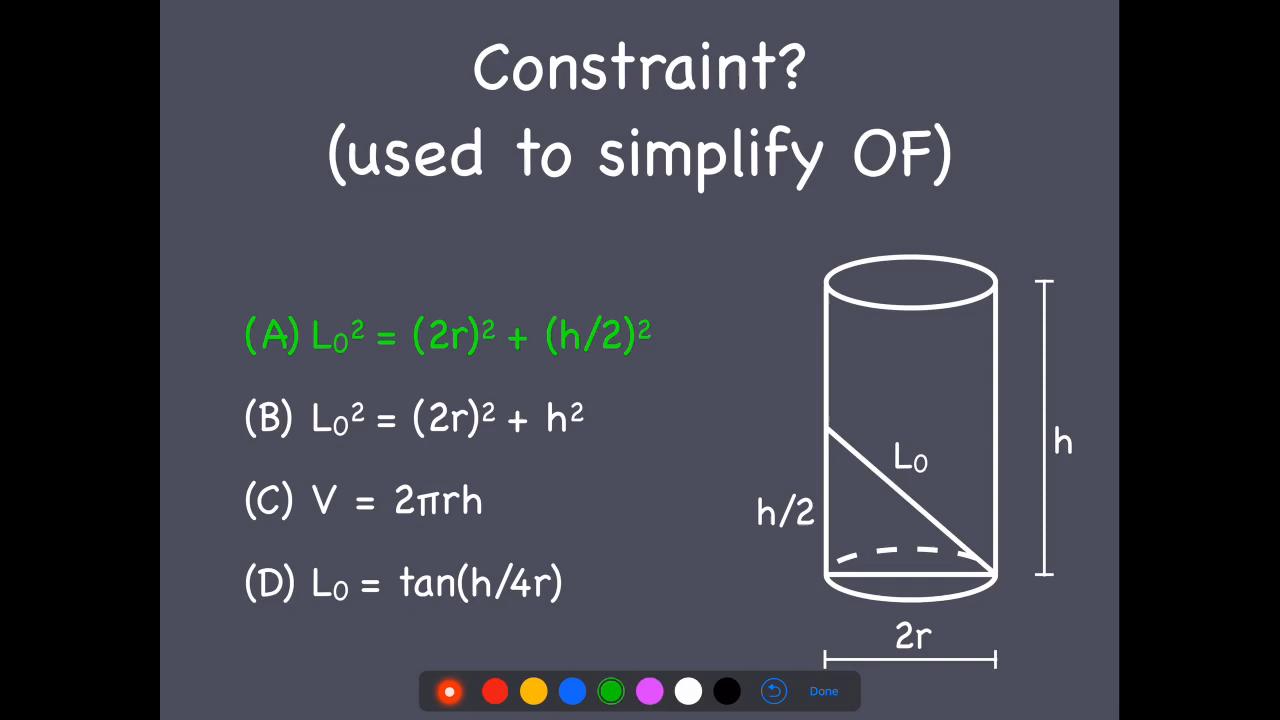 Constraint?
(used to simplify OF)
(A) L₀² = (2r)² + (h/2)²
(B) L₀² = (2r)² + h²
(C) V = 2πrh
(D) L₀ = tan(h/4r)
L₀
h
h/2
2r
Done